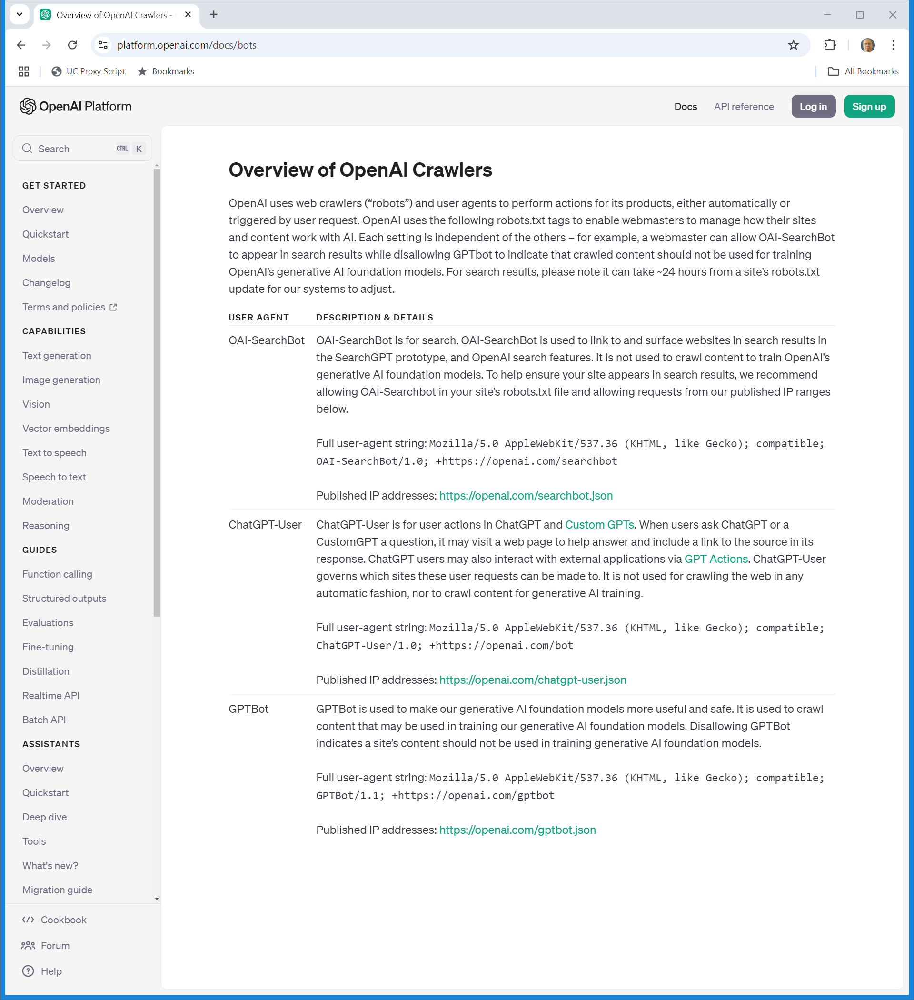 Overview of OpenAI Crawlers -
platform.openai.com/docs/bots
UC Proxy Script
Bookmarks
All Bookmarks
OpenAI Platform
Docs
API reference
Log in
Sign up
Search
CTRL K
GET STARTED
Overview
Quickstart
Models
Changelog
Terms and policies
CAPABILITIES
Text generation
Image generation
Vision
Vector embeddings
Text to speech
Speech to text
Moderation
Reasoning
GUIDES
Function calling
Structured outputs
Evaluations
Fine-tuning
Distillation
Realtime API
Batch API
ASSISTANTS
Overview
Quickstart
Deep dive
Tools
What's new?
Migration guide
Cookbook
Forum
Help
Overview of OpenAI Crawlers
OpenAI uses web crawlers (“robots”) and user agents to perform actions for its products, either automatically or
triggered by user request. OpenAI uses the following robots.txt tags to enable webmasters to manage how their sites
and content work with AI. Each setting is independent of the others – for example, a webmaster can allow OAI-SearchBot
to appear in search results while disallowing GPTbot to indicate that crawled content should not be used for training
OpenAI’s generative AI foundation models. For search results, please note it can take ~24 hours from a site’s robots.txt
update for our systems to adjust.
USER AGENT DESCRIPTION & DETAILS
OAI-SearchBot OAI-SearchBot is for search. OAI-SearchBot is used to link to and surface websites in search results in
the SearchGPT prototype, and OpenAI search features. It is not used to crawl content to train OpenAI’s
generative AI foundation models. To help ensure your site appears in search results, we recommend
allowing OAI-Searchbot in your site’s robots.txt file and allowing requests from our published IP ranges
below.
Full user-agent string: Mozilla/5.0 AppleWebKit/537.36 (KHTML, like Gecko); compatible;
OAI-SearchBot/1.0; +https://openai.com/searchbot
Published IP addresses: https://openai.com/searchbot.json
ChatGPT-User ChatGPT-User is for user actions in ChatGPT and Custom GPTs. When users ask ChatGPT or a
CustomGPT a question, it may visit a web page to help answer and include a link to the source in its
response. ChatGPT users may also interact with external applications via GPT Actions. ChatGPT-User
governs which sites these user requests can be made to. It is not used for crawling the web in any
automatic fashion, nor to crawl content for generative AI training.
Full user-agent string: Mozilla/5.0 AppleWebKit/537.36 (KHTML, like Gecko); compatible;
ChatGPT-User/1.0; +https://openai.com/bot
Published IP addresses: https://openai.com/chatgpt-user.json
GPTBot GPTBot is used to make our generative AI foundation models more useful and safe. It is used to crawl
content that may be used in training our generative AI foundation models. Disallowing GPTBot
indicates a site’s content should not be used in training generative AI foundation models.
Full user-agent string: Mozilla/5.0 AppleWebKit/537.36 (KHTML, like Gecko); compatible;
GPTBot/1.1; +https://openai.com/gptbot
Published IP addresses: https://openai.com/gptbot.json